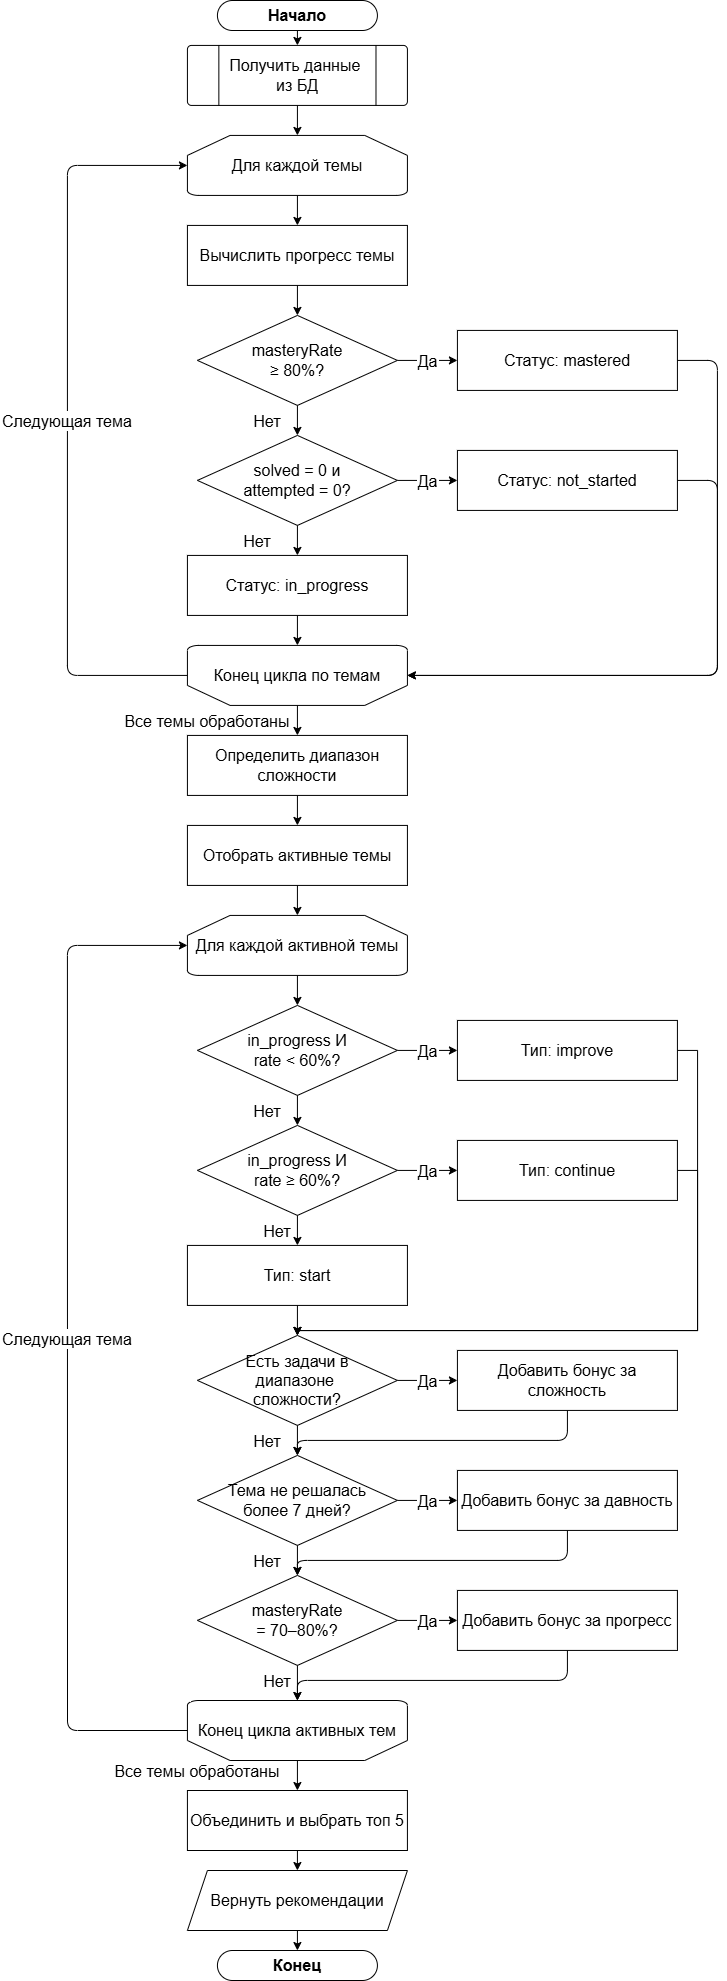 Начало
Получить данные
из БД
Для каждой темы
Вычислить прогресс темы
masteryRate
≥ 80%?
Да
Статус: mastered
Следующая тема
Нет
solved = 0 и
attempted = 0?
Да
Статус: not_started
Нет
Статус: in_progress
Конец цикла по темам
Все темы обработаны
Определить диапазон
сложности
Отобрать активные темы
Для каждой активной темы
in_progress И
rate < 60%?
Да
Тип: improve
Нет
in_progress И
rate ≥ 60%?
Да
Тип: continue
Нет
Тип: start
Следующая тема
Есть задачи в
диапазоне
сложности?
Да
Добавить бонус за
сложность
Нет
Тема не решалась
более 7 дней?
Да
Добавить бонус за давность
Нет
masteryRate
= 70–80%?
Да
Добавить бонус за прогресс
Нет
Конец цикла активных тем
Все темы обработаны
Объединить и выбрать топ 5
Вернуть рекомендации
Конец